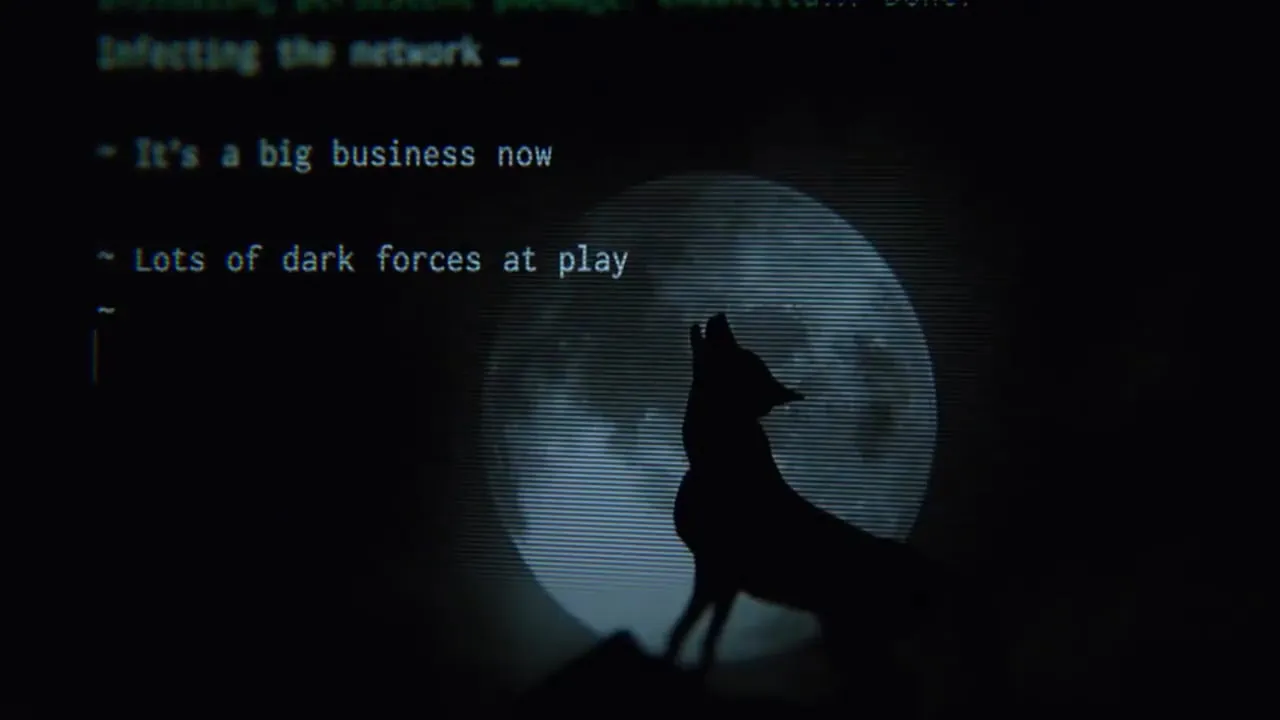 Infecting the network _
~ It's a big business now
~ Lots of dark forces at play
~